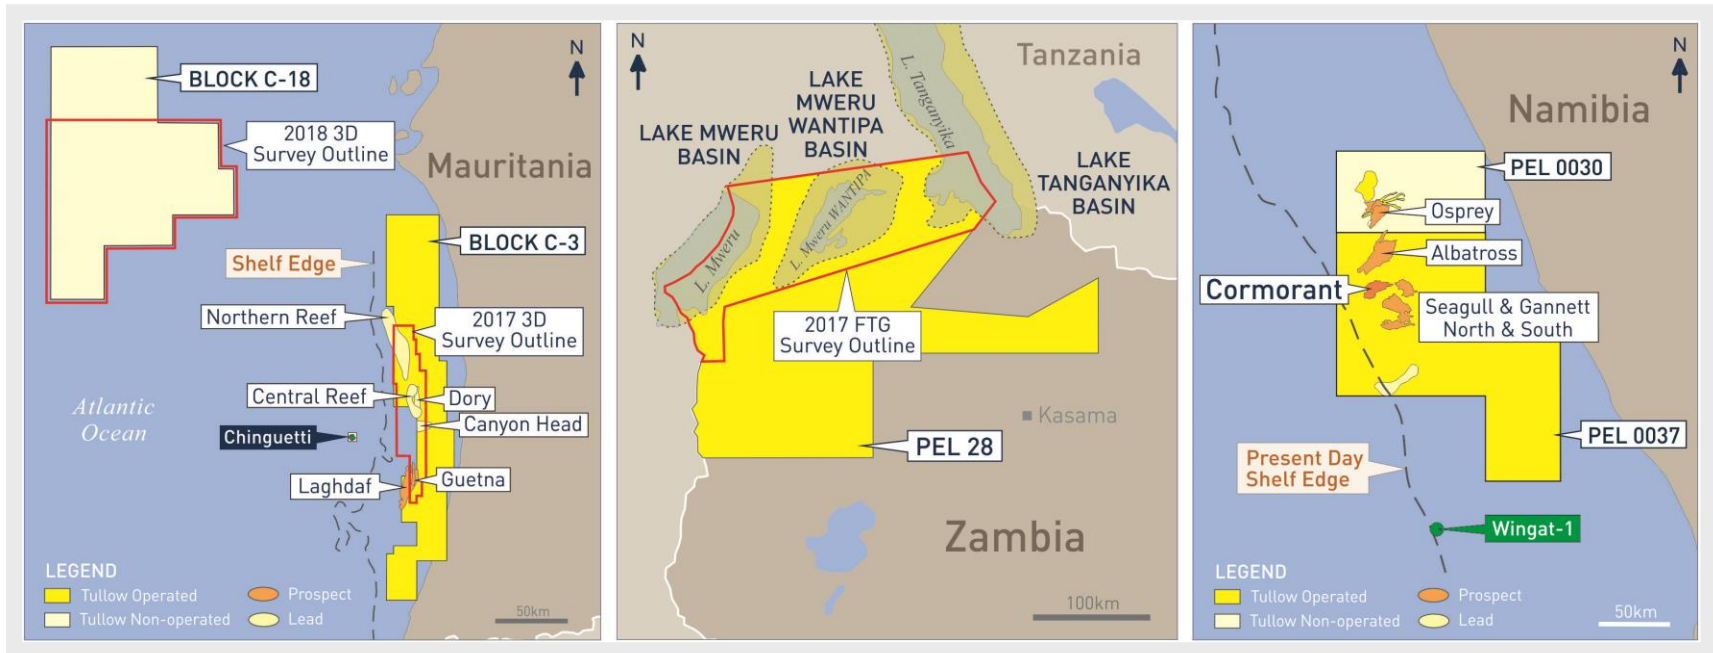 N
BLOCK C-18
2018 3D
Survey Outline
Mauritania
BLOCK C-3
Shelf Edge
Northern Reef
2017 3D
Survey Outline
Central Reef
Dory
Atlantic
Ocean
Canyon Head
Chinguetti
Laghdaf
Guetna
LEGEND
Tullow Operated
Prospect
Tullow Non-operated
Lead
50km
N
Tanzania
LAKE
MWERU
WANTIPA
BASIN
L. Tanganyika
LAKE MWERU
BASIN
LAKE
TANGANYIKA
BASIN
L. Mweru WANTIPA
L. Mweru
2017 FTG
Survey Outline
Kasama
PEL 28
Zambia
100km
N
Namibia
PEL 0030
Osprey
Albatross
Cormorant
Seagull & Gannett
North & South
PEL 0037
Present Day
Shelf Edge
Wingat-1
LEGEND
Tullow Operated
Prospect
Tullow Non-operated
Lead
50km